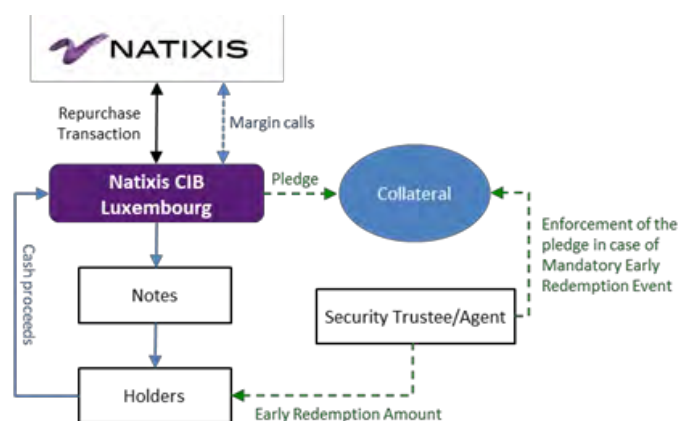 NATIXIS
Repurchase
Transaction
Margin calls
Natixis CIB
Luxembourg
Pledge
Collateral
Enforcement of the
pledge in case of
Mandatory Early
Redemption Event
Cash proceeds
Notes
Security Trustee/Agent
Holders
Early Redemption Amount